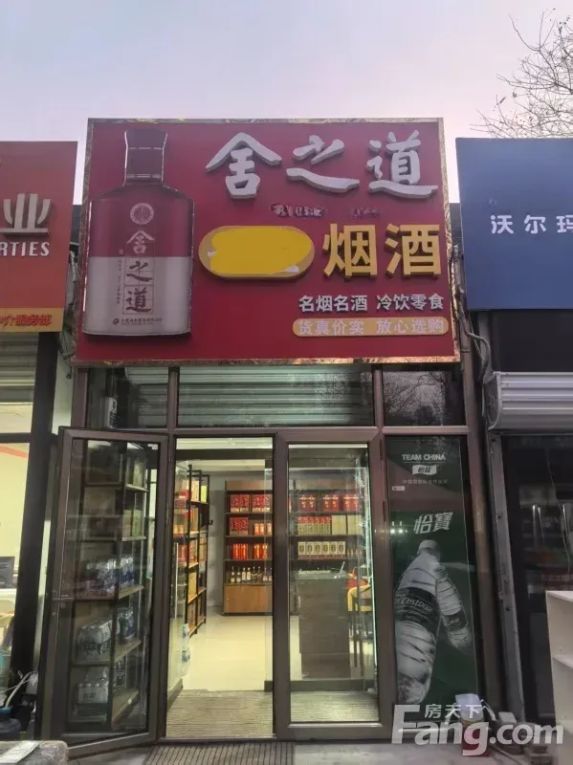 舍之道
烟酒
名烟名酒 冷饮零食
货真价实 放心选购
舍之道
业
RTIES
沃尔玛
TEAM CHINA
怡寶
房天下
Fang.com